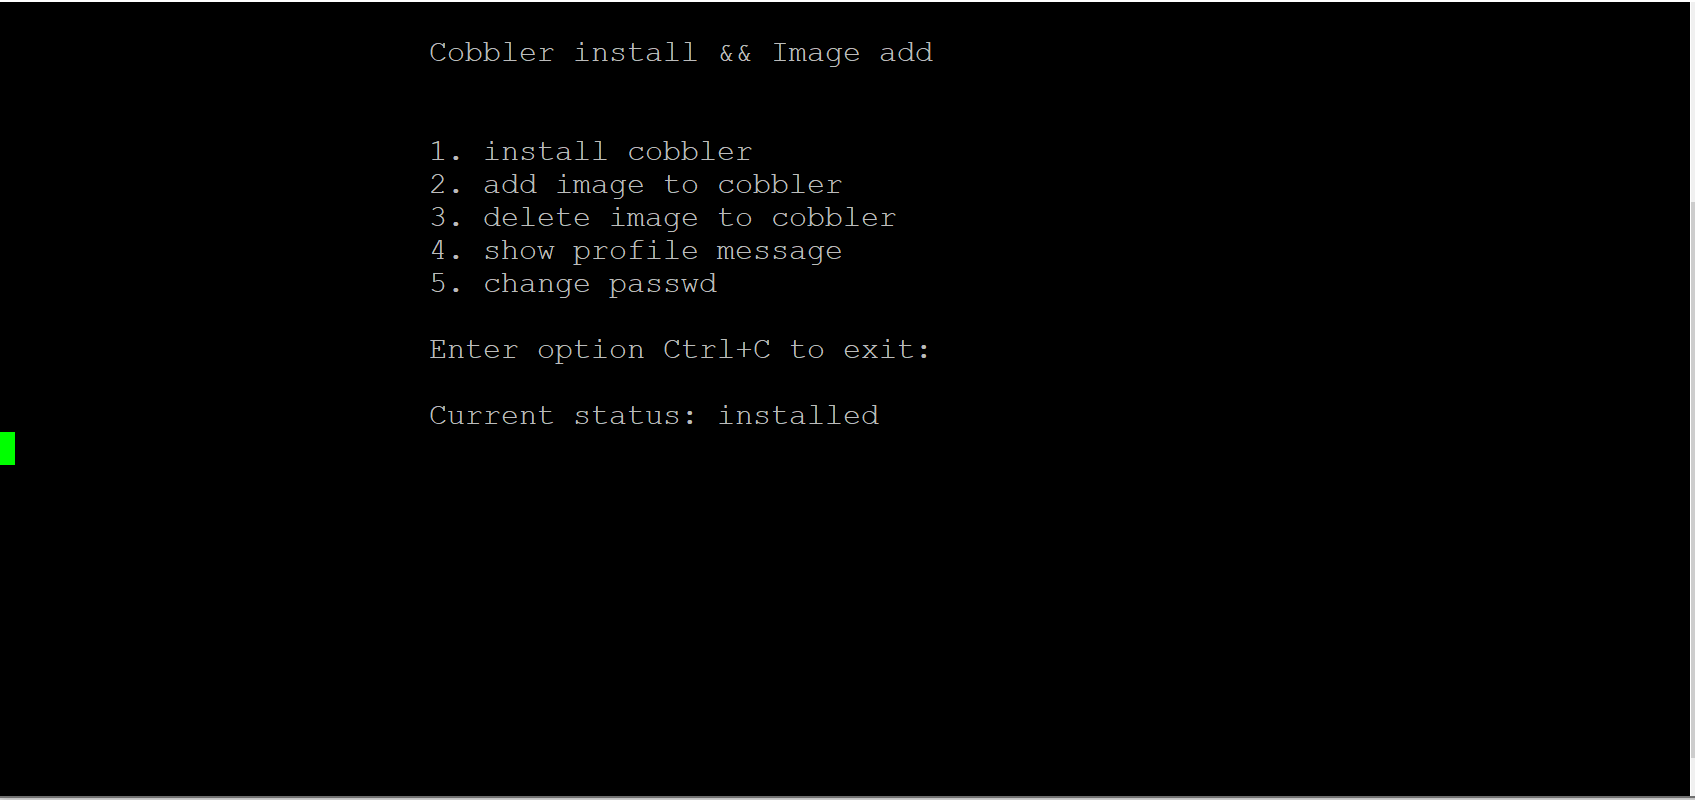 Cobbler install && Image add
1. install cobbler
2. add image to cobbler
3. delete image to cobbler
4. show profile message
5. change passwd
Enter option Ctrl+C to exit:
Current status: installed